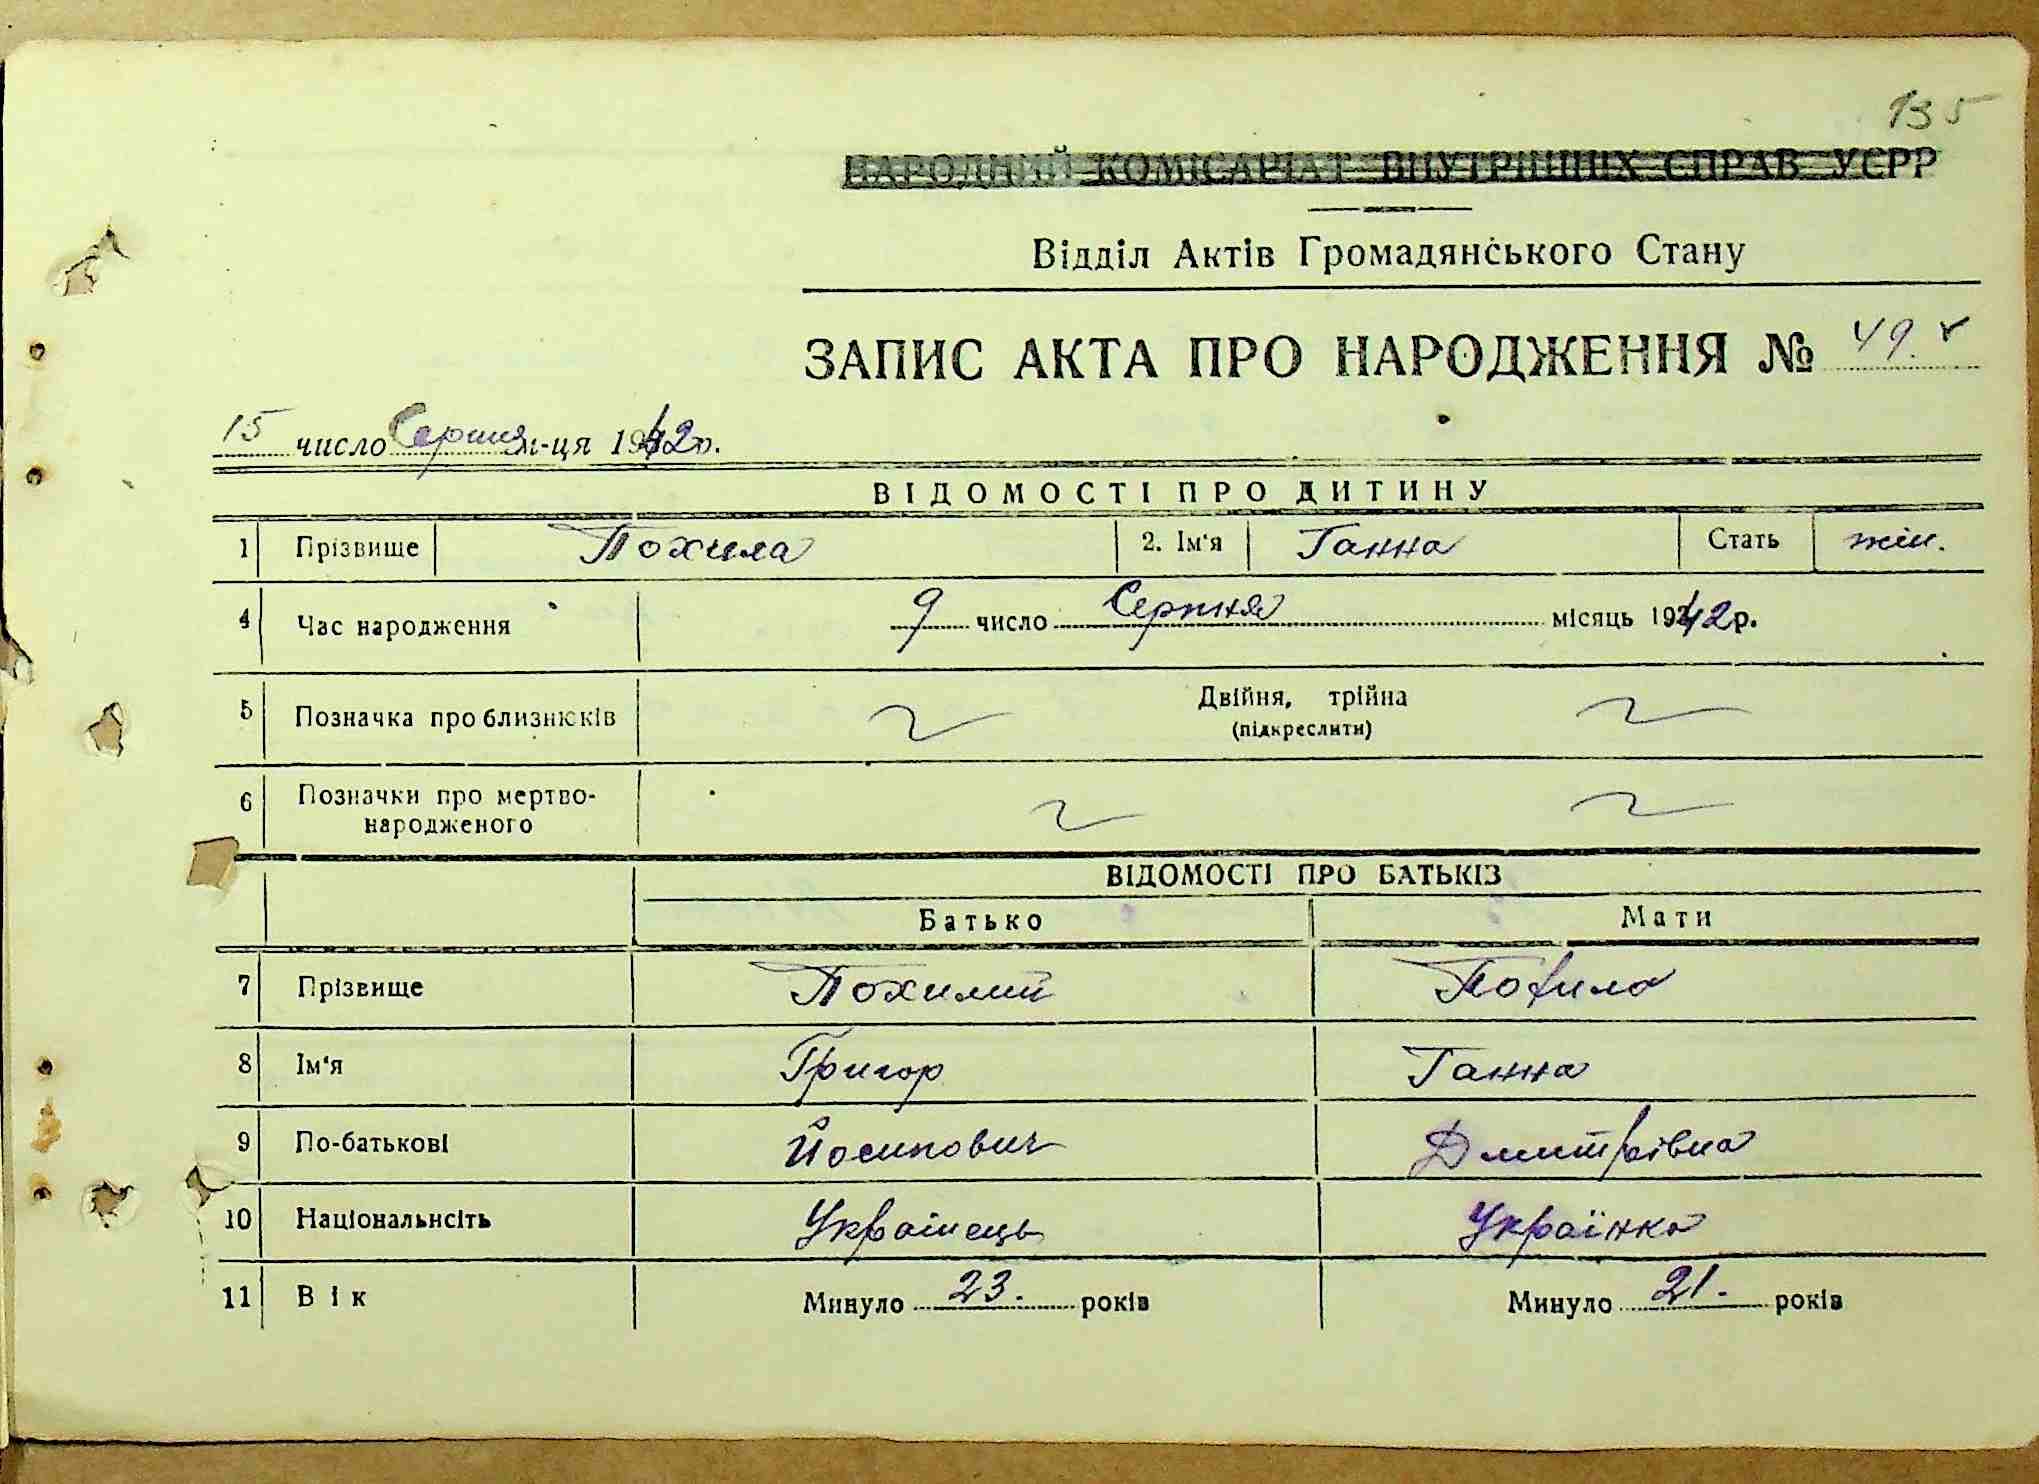 135
НАРОДНИЙ КОМІСАРІАТ ВНУТРІШНІХ СПРАВ УСРР
Відділ Актів Громадянського Стану
ЗАПИС АКТА ПРО НАРОДЖЕННЯ № 49
15 число Серпня м-ця 1942 р.
ВІДОМОСТІ ПРО ДИТИНУ
1 Прізвище Похила 2. Ім'я Ганна Стать жін.
4 Час народження 9 число Серпня місяць 1942 р.
5 Позначка про близнюків Двійня, трійна
(підкреслити)
6 Позначки про мертво-
народженого
ВІДОМОСТІ ПРО БАТЬКІВ
Батько Мати
7 Прізвище Похилий Похила
8 Ім'я Григор Ганна
9 По-батькові Йосипович Дмитрівна
10 Національнсіть Українець Українка
11 Вік Минуло 23. років Минуло 21. років